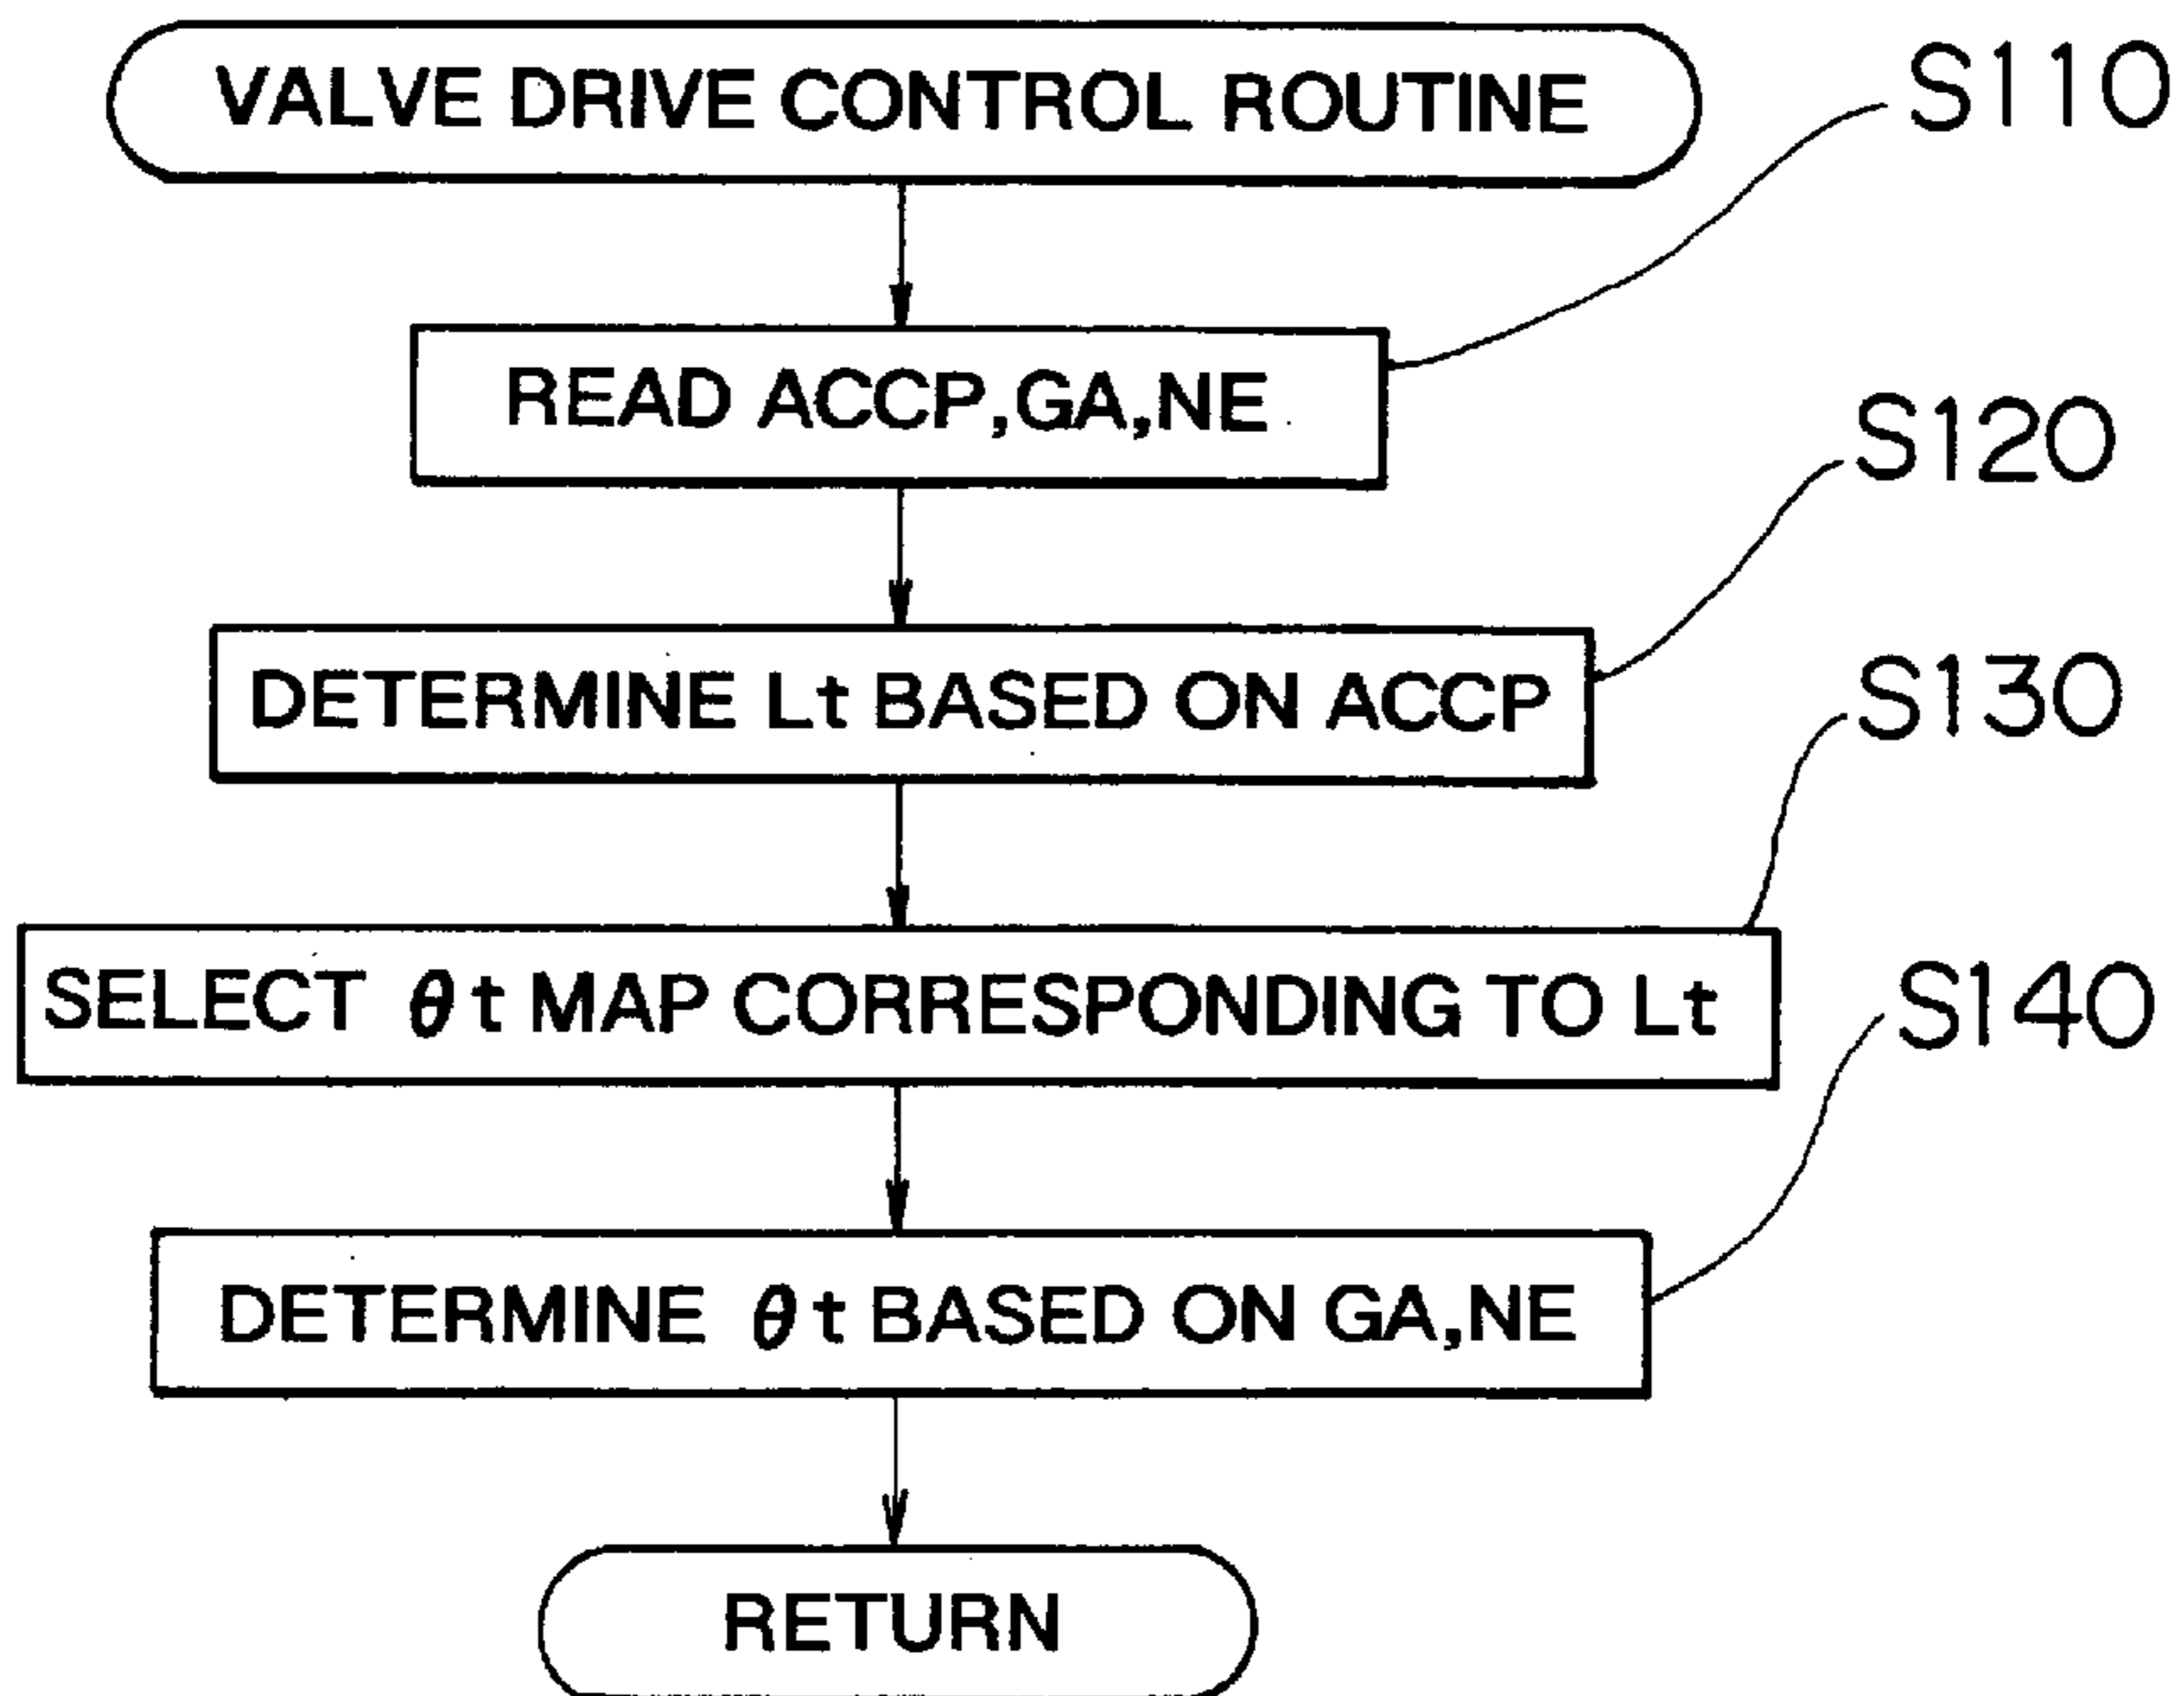 VALVE DRIVE CONTROL ROUTINE
S110
READ ACCP,GA,NE
S120
DETERMINE Lt BASED ON ACCP
S130
SELECT θt MAP CORRESPONDING TO Lt
S140
DETERMINE θt BASED ON GA,NE
RETURN